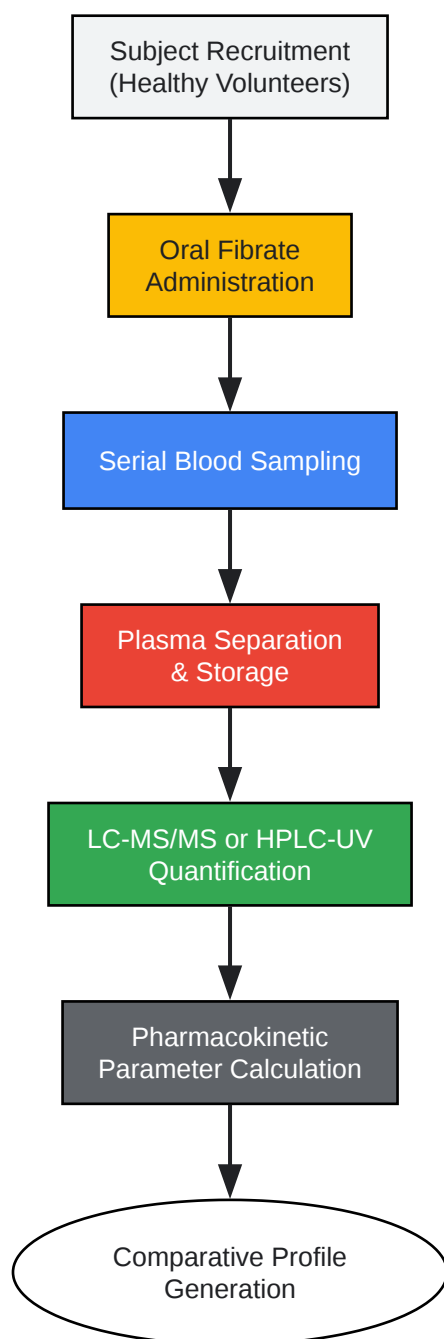 Subject Recruitment
(Healthy Volunteers)
Oral Fibrate
Administration
Serial Blood Sampling
Plasma Separation
& Storage
LC-MS/MS or HPLC-UV
Quantification
Pharmacokinetic
Parameter Calculation
Comparative Profile
Generation